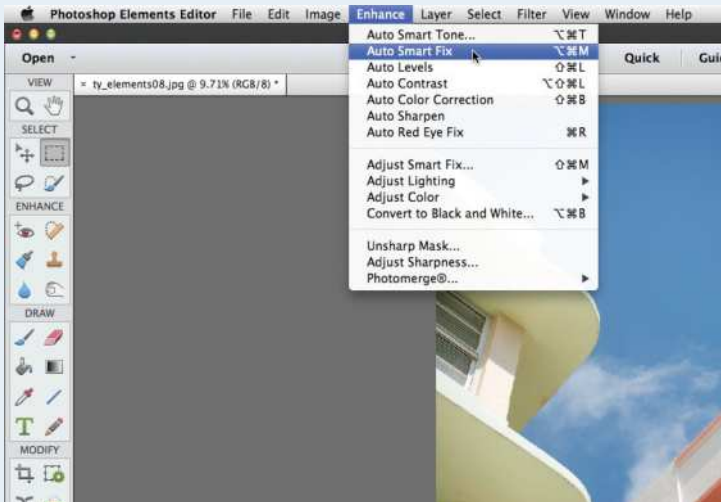 Photoshop Elements Editor File Edit Image Enhance Layer Select Filter View Window Help
Open Quick Gui
× ty_elements08.jpg @ 9.71% (RGB/8) *
Auto Smart Tone... ⌥⌘T
Auto Smart Fix ⌥⌘M
Auto Levels ⇧⌘L
Auto Contrast ⌥⇧⌘L
Auto Color Correction ⇧⌘B
Auto Sharpen
Auto Red Eye Fix ⌘R
Adjust Smart Fix... ⇧⌘M
Adjust Lighting
Adjust Color
Convert to Black and White... ⌥⌘B
Unsharp Mask...
Adjust Sharpness...
Photomerge®...
VIEW
SELECT
ENHANCE
DRAW
T
MODIFY